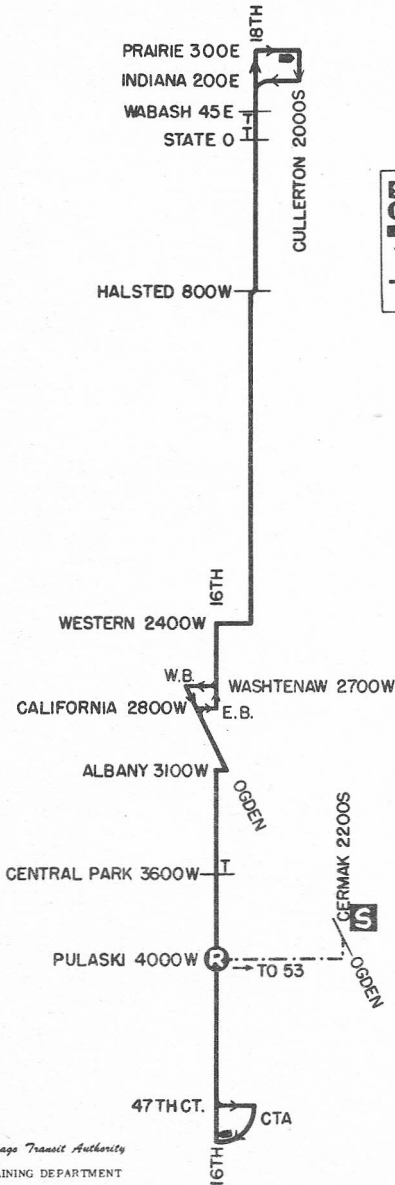 18TH
PRAIRIE 300E
INDIANA 200E
WABASH 45E
T
T
STATE 0
CULLERTON 2000S
HALSTED 800W
16TH
WESTERN 2400W
W.B.
WASHTENAW 2700W
CALIFORNIA 2800W
E.B.
ALBANY 3100W
OGDEN
CENTRAL PARK 3600W
T
CERMAK 2200S
S
PULASKI 4000W
R
TO 53
OGDEN
47TH CT.
CTA
16TH
Transit Authority
DEPARTMENT